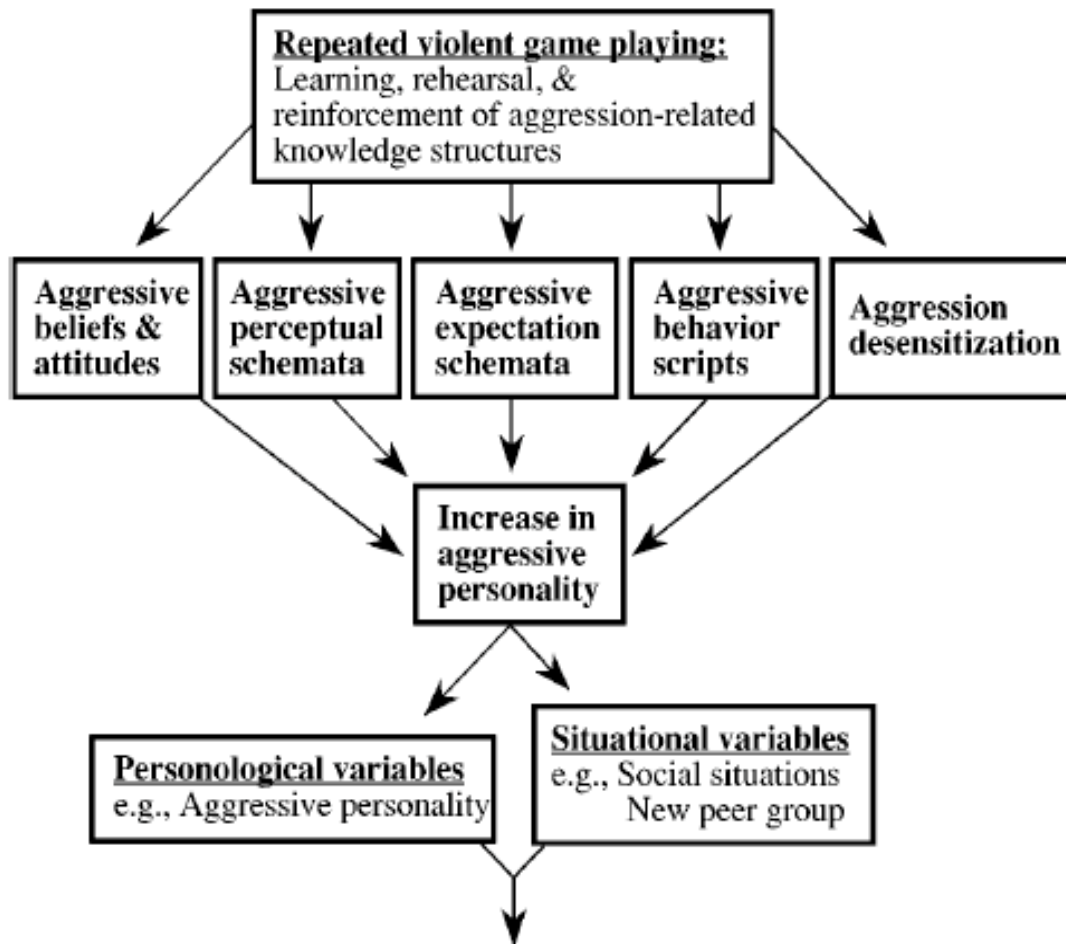 Repeated violent game playing:
Learning, rehearsal, &
reinforcement of aggression-related
knowledge structures
Aggressive
beliefs &
attitudes
Aggressive
perceptual
schemata
Aggressive
expectation
schemata
Aggressive
behavior
scripts
Aggression
desensitization
Increase in
aggressive
personality
Personological variables
e.g., Aggressive personality
Situational variables
e.g., Social situations
New peer group